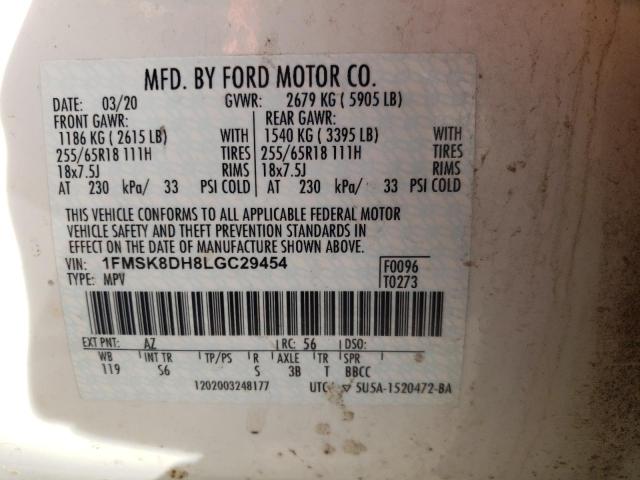 MFD. BY FORD MOTOR CO.
DATE: 03/20 GVWR: 2679 KG ( 5905 LB)
FRONT GAWR: REAR GAWR:
1186 KG ( 2615 LB) WITH 1540 KG ( 3395 LB) WITH
255/65R18 111H TIRES 255/65R18 111H TIRES
18x7.5J RIMS 18x7.5J RIMS
AT 230 kPa/ 33 PSI COLD AT 230 kPa/ 33 PSI COLD
THIS VEHICLE CONFORMS TO ALL APPLICABLE FEDERAL MOTOR
VEHICLE SAFETY AND THEFT PREVENTION STANDARDS IN
EFFECT ON THE DATE OF MANUFACTURE SHOWN ABOVE.
VIN: 1FMSK8DH8LGC29454 F0096
TYPE: MPV T0273
EXT PNT: AZ RC: 56 DSO:
WB INT TR TP/PS R AXLE TR SPR
119 S6 S 3B T BBCC
1202003248177 UTC ▽ 5U5A-1520472-BA